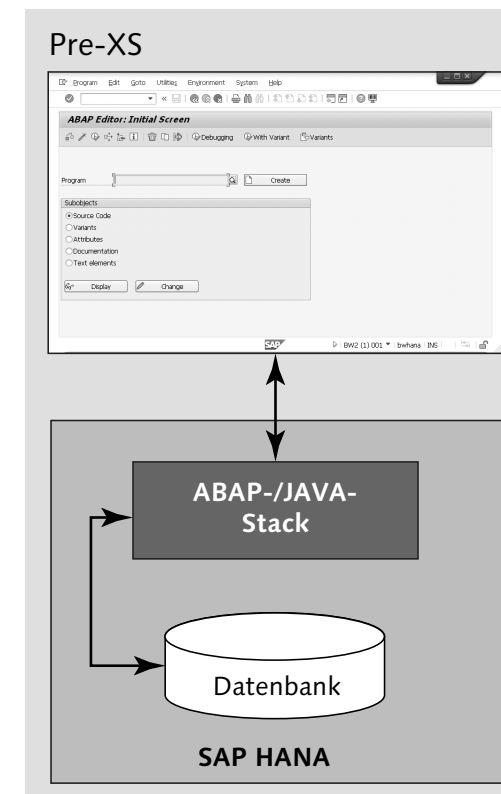 Pre-XS
Program Edit Goto Utilities Environment System Help
ABAP Editor: Initial Screen
Debugging With Variant Variants
Program Create
Subobjects
Source Code
Variants
Attributes
Documentation
Text elements
Display Change
SAP BW2 (1) 001 bwhana INS
ABAP-/JAVA-
Stack
Datenbank
SAP HANA